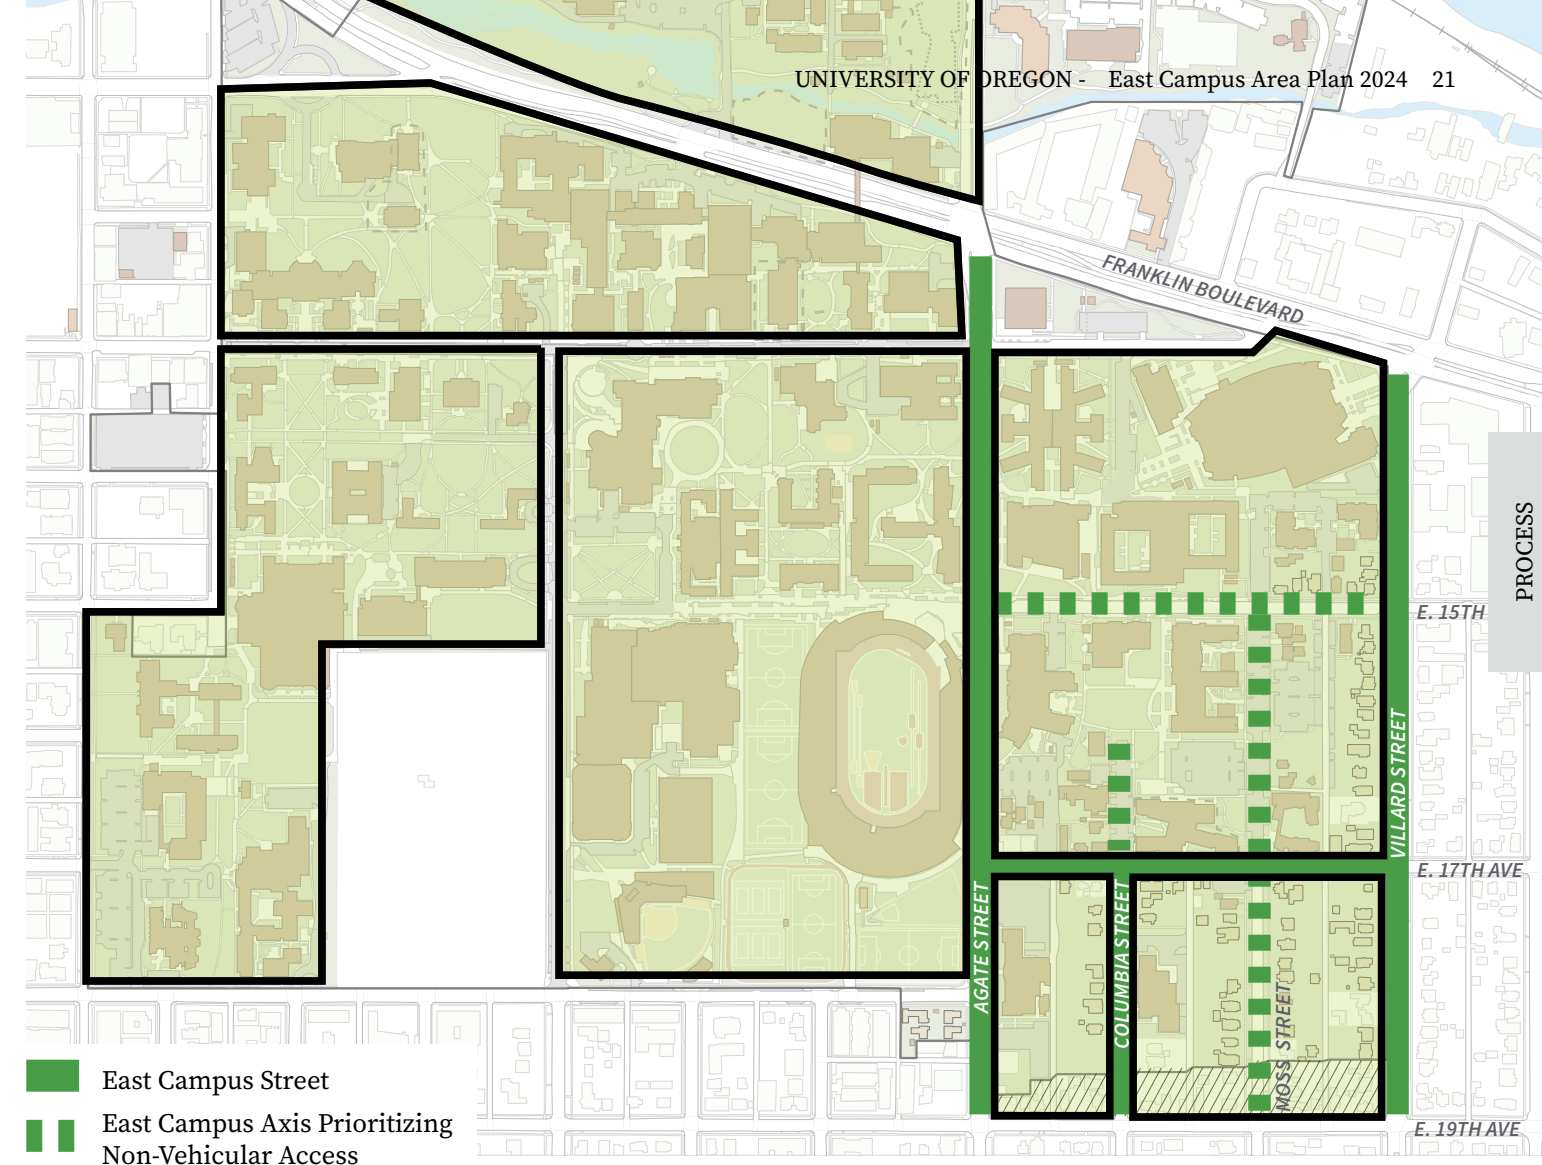 UNIVERSITY OF OREGON - East Campus Area Plan 2024 21
FRANKLIN BOULEVARD
PROCESS
E. 15TH
VILLARD STREET
E. 17TH AVE
AGATE STREET
COLUMBIA STREET
MOSS STREET
E. 19TH AVE
East Campus Street
East Campus Axis Prioritizing
Non-Vehicular Access